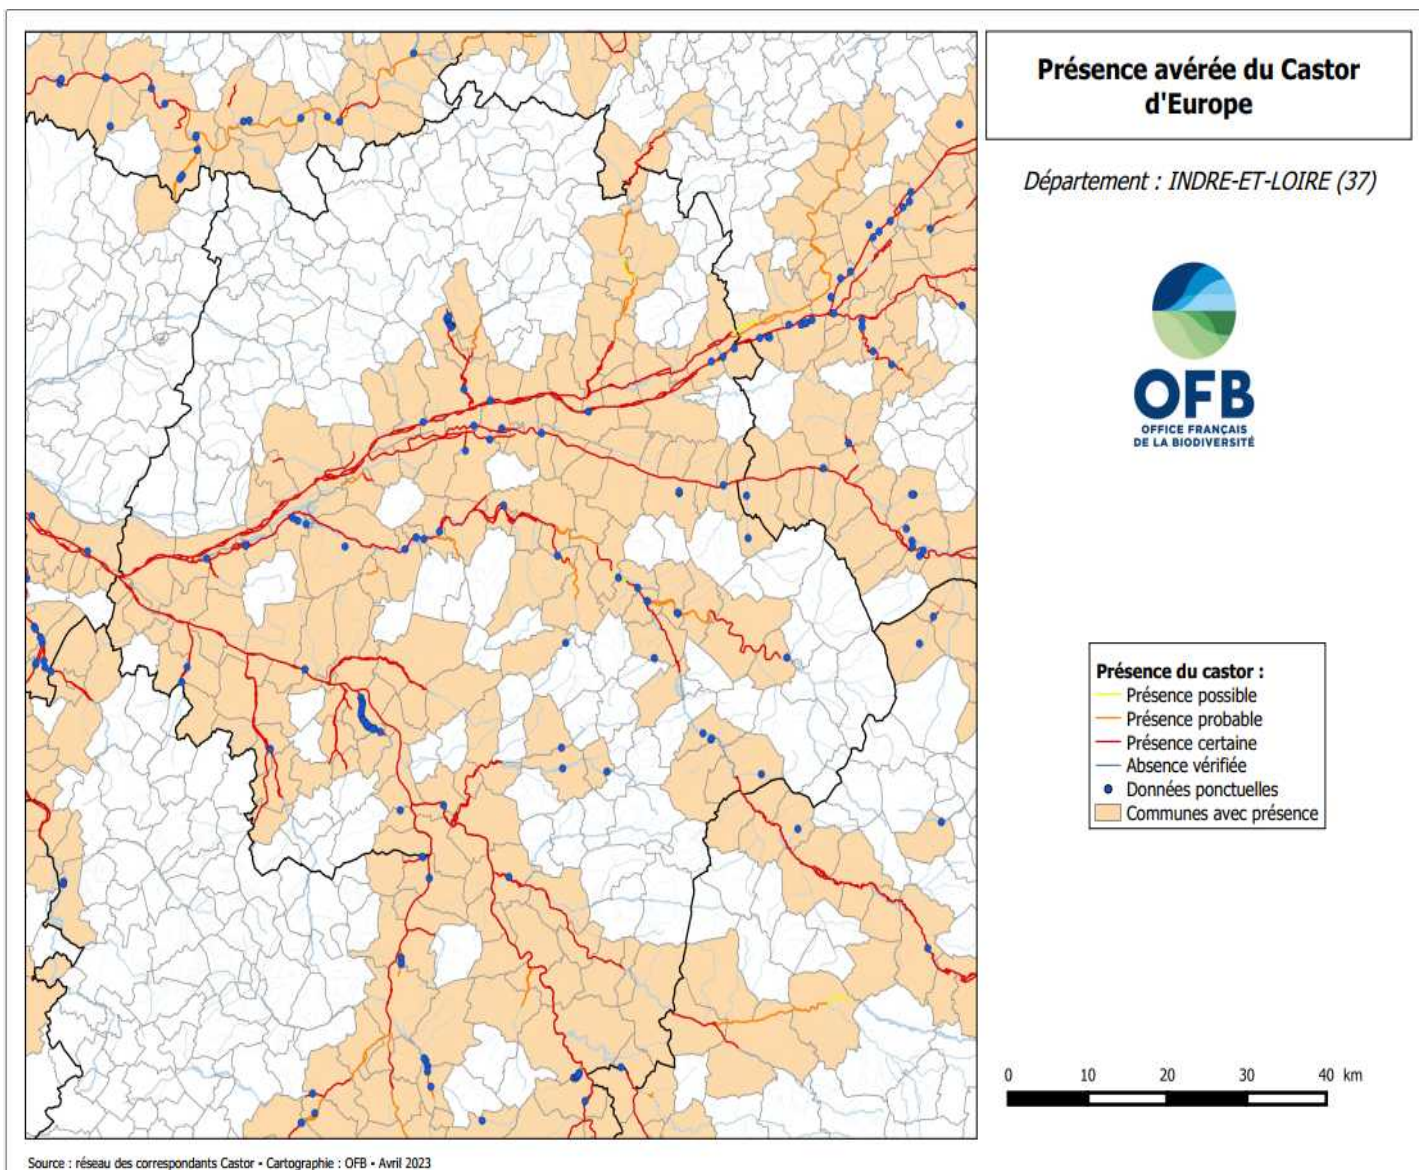 Présence avérée du Castor
d'Europe
Département : INDRE-ET-LOIRE (37)
OFB
OFFICE FRANÇAIS
DE LA BIODIVERSITÉ
Présence du castor :
Présence possible
Présence probable
Présence certaine
Absence vérifiée
Données ponctuelles
Communes avec présence
0 10 20 30 40 km
Source : réseau des correspondants Castor - Cartographie : OFB - Avril 2023